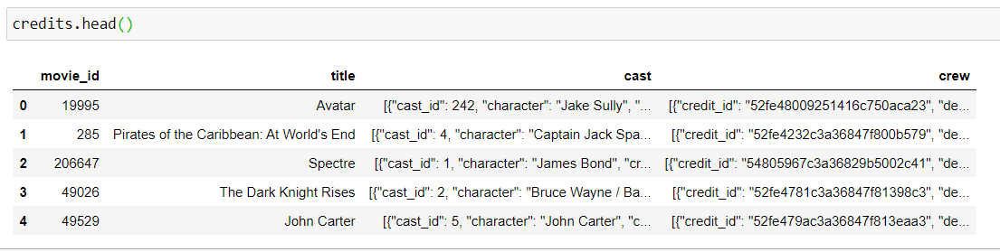 credits.head()
movie_id title cast crew
0 19995 Avatar [{"cast_id": 242, "character": "Jake Sully", "... [{"credit_id": "52fe48009251416c750aca23", "de...
1 285 Pirates of the Caribbean: At World's End [{"cast_id": 4, "character": "Captain Jack Spa... [{"credit_id": "52fe4232c3a36847f800b579", "de...
2 206647 Spectre [{"cast_id": 1, "character": "James Bond", "cr... [{"credit_id": "54805967c3a36829b5002c41", "de...
3 49026 The Dark Knight Rises [{"cast_id": 2, "character": "Bruce Wayne / Ba... [{"credit_id": "52fe4781c3a36847f81398c3", "de...
4 49529 John Carter [{"cast_id": 5, "character": "John Carter", "c... [{"credit_id": "52fe479ac3a36847f813eaa3", "de...